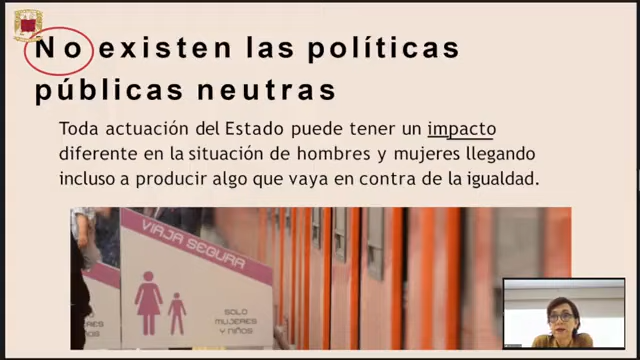 No existen las políticas
públicas neutras
Toda actuación del Estado puede tener un impacto
diferente en la situación de hombres y mujeres llegando
incluso a producir algo que vaya en contra de la igualdad.
VIAJA SEGURA
SOLO
MUJERES
Y NIÑOS